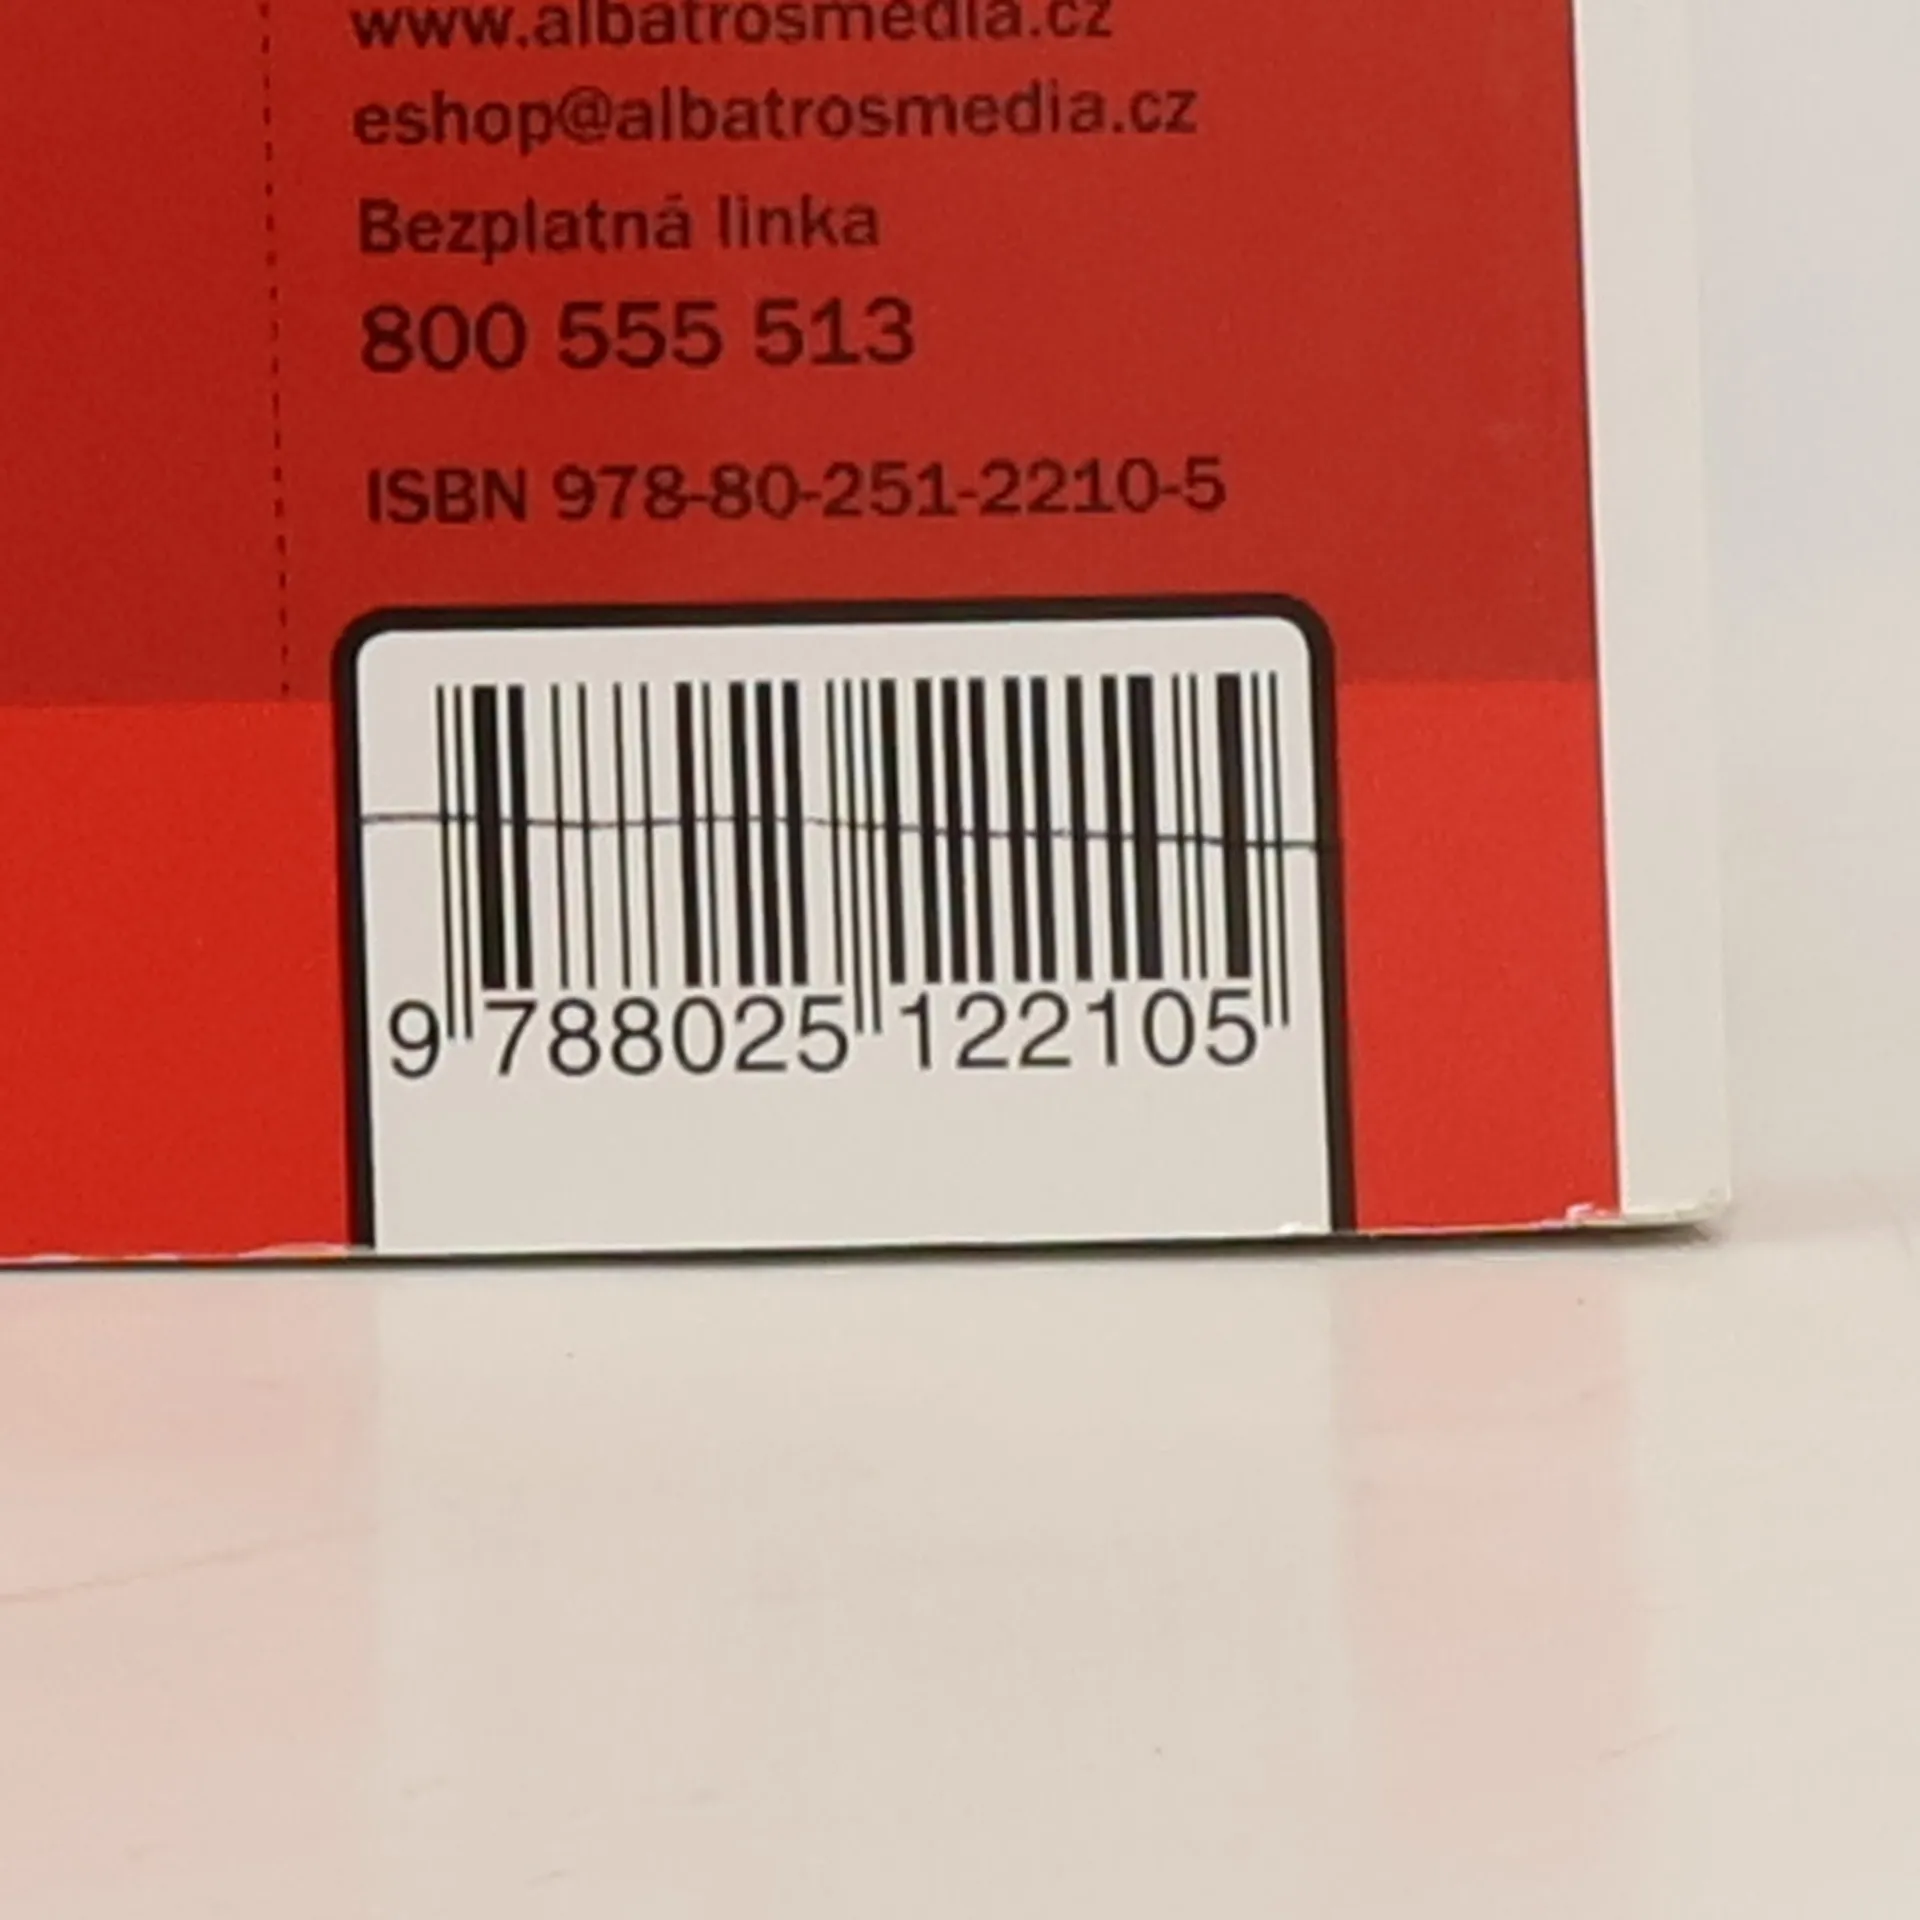 www.albatrosmedia.cz
eshop@albatrosmedia.cz
Bezplatná linka
800 555 513
ISBN 978-80-251-2210-5
9 788025 122105